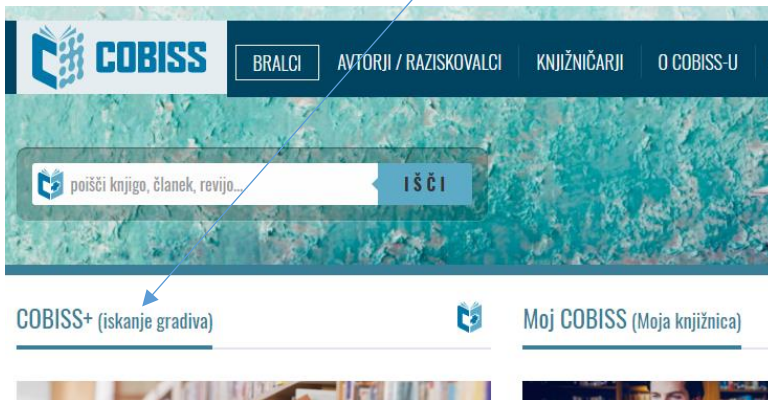 COBISS BRALCI AVTORJI / RAZISKOVALCI KNJIŽNIČARJI O COBISS-U
poišči knjigo, članek, revijo... IŠČI
COBISS+ (iskanje gradiva) Moj COBISS (Moja knjižnica)